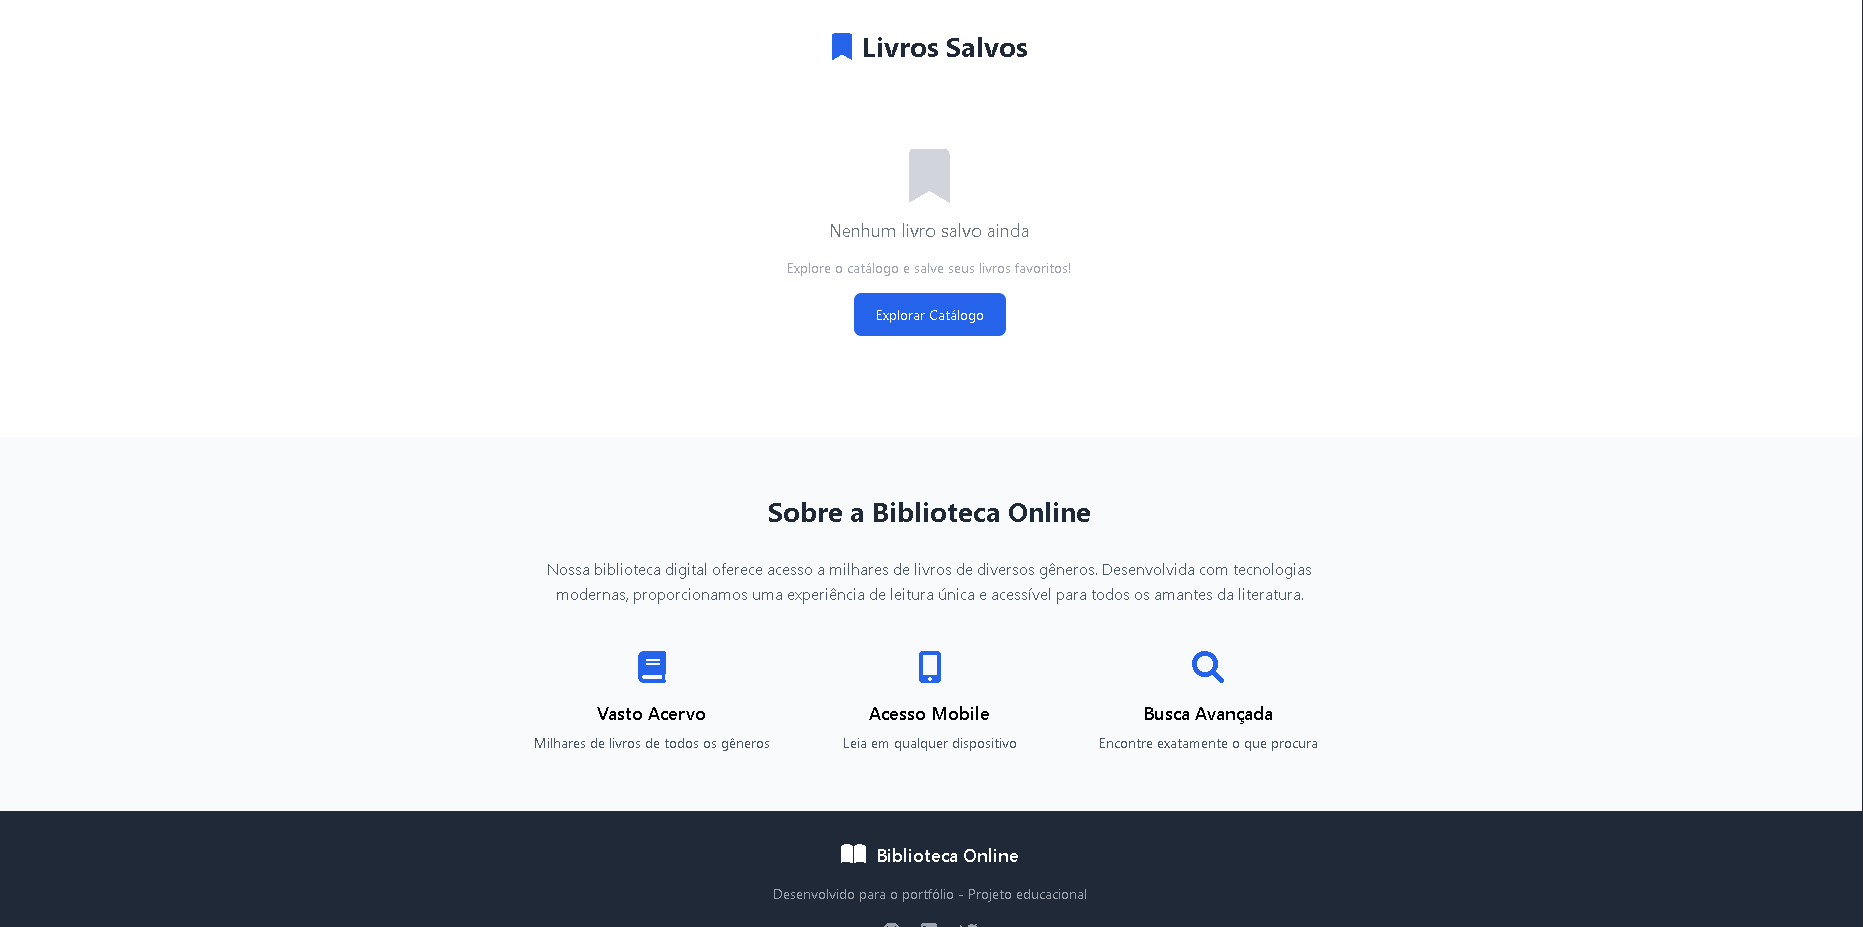 Livros Salvos
Nenhum livro salvo ainda
Explore o catálogo e salve seus livros favoritos!
Explorar Catálogo
Sobre a Biblioteca Online
Nossa biblioteca digital oferece acesso a milhares de livros de diversos gêneros. Desenvolvida com tecnologias
modernas, proporcionamos uma experiência de leitura única e acessível para todos os amantes da literatura.
Vasto Acervo
Milhares de livros de todos os gêneros
Acesso Mobile
Leia em qualquer dispositivo
Busca Avançada
Encontre exatamente o que procura
Biblioteca Online
Desenvolvido para o portfólio - Projeto educacional